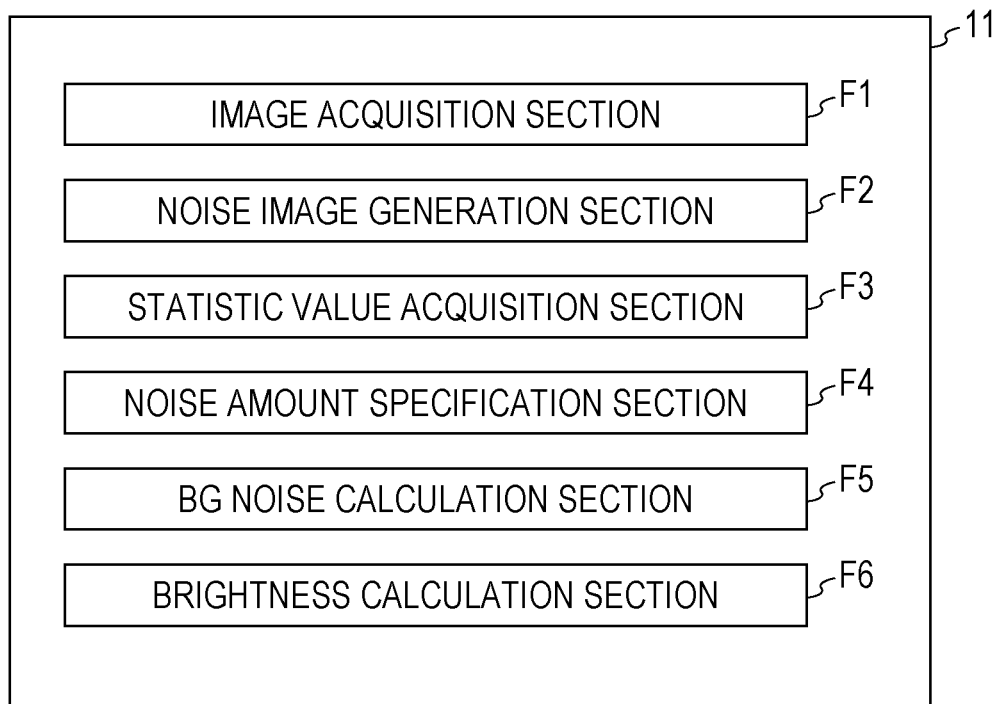 11
IMAGE ACQUISITION SECTION F1
NOISE IMAGE GENERATION SECTION F2
STATISTIC VALUE ACQUISITION SECTION F3
NOISE AMOUNT SPECIFICATION SECTION F4
BG NOISE CALCULATION SECTION F5
BRIGHTNESS CALCULATION SECTION F6